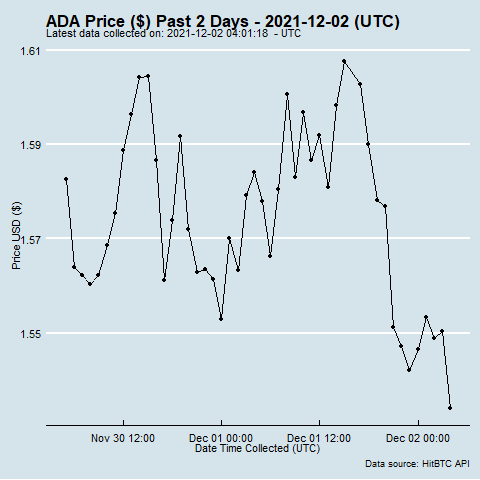 ADA Price ($) Past 2 Days - 2021-12-02 (UTC)
Latest data collected on: 2021-12-02 04:01:18 - UTC
1.61
1.59
1.57
1.55
Price USD ($)
Nov 30 12:00
Dec 01 00:00
Dec 01 12:00
Dec 02 00:00
Date Time Collected (UTC)
Data source: HitBTC API